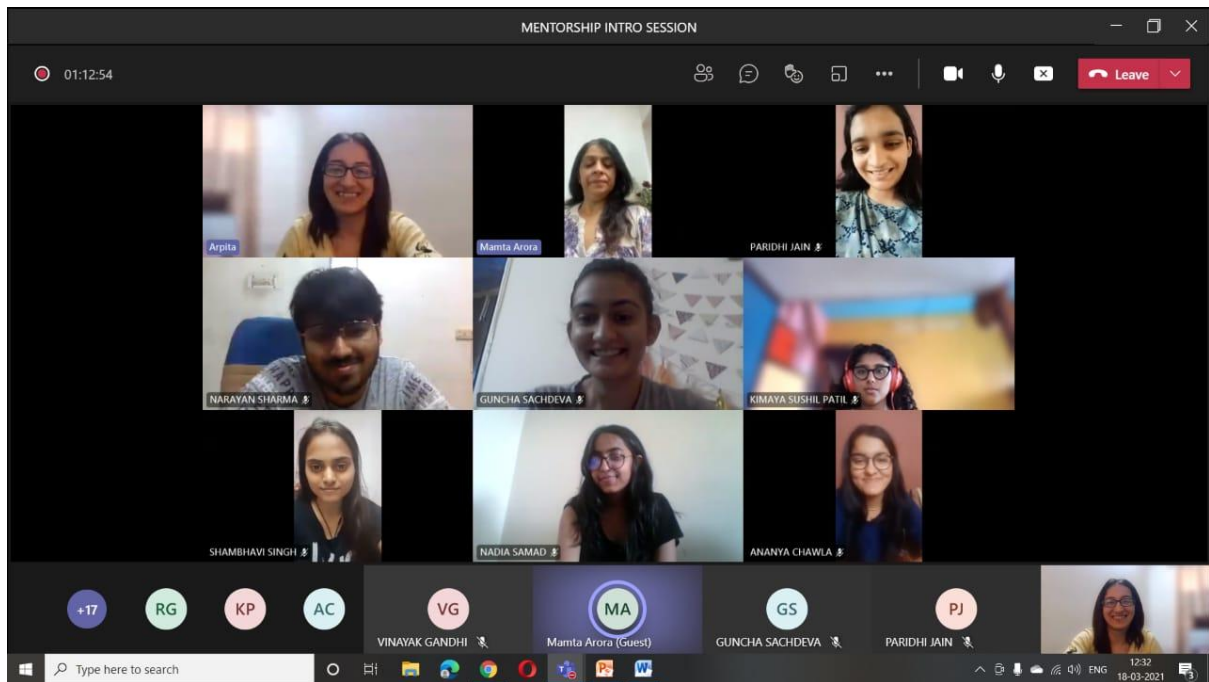 MENTORSHIP INTRO SESSION
01:12:54
Leave
Arpita
Mamta Arora
PARIDHI JAIN
NARAYAN SHARMA
GUNCHA SACHDEVA
KIMAYA SUSHIL PATIL
SHAMBHAVI SINGH
NADIA SAMAD
ANANYA CHAWLA
+17
RG
KP
AC
VG
MA
GS
PJ
VINAYAK GANDHI
Mamta Arora (Guest)
GUNCHA SACHDEVA
PARIDHI JAIN
Type here to search
ENG
12:32
18-03-2021